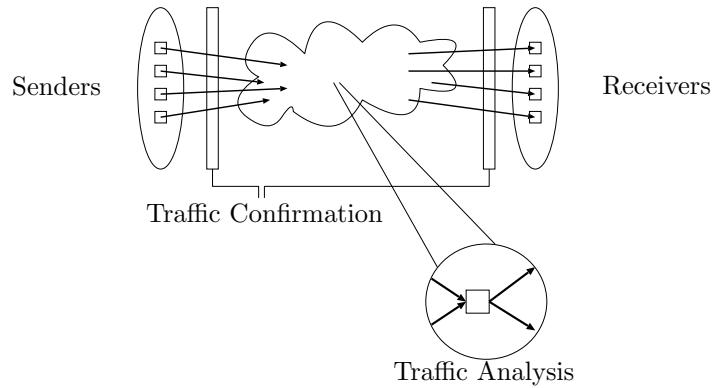 Senders
Receivers
Traffic Confirmation
Traffic Analysis